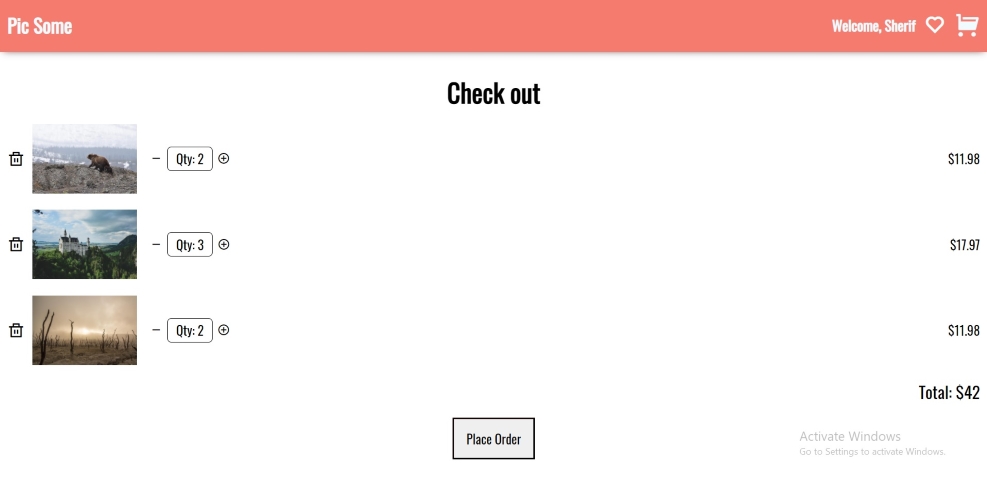 Pic Some
Welcome, Sherif
Check out
Qty: 2
$11.98
Qty: 3
$17.97
Qty: 2
$11.98
Total: $42
Place Order
Activate Windows
Go to Settings to activate Windows.